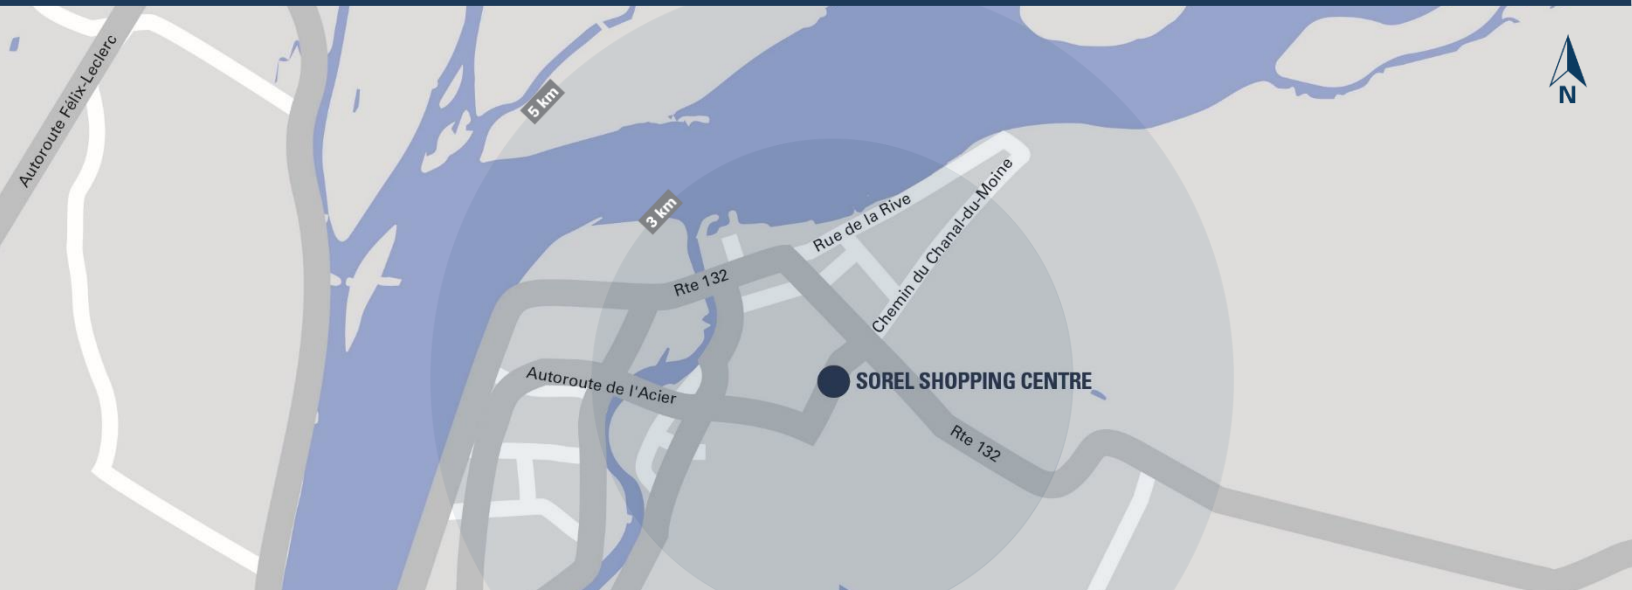 Autoroute Félix-Leclerc
5 km
N
3 km
Rue de la Rive
Chemin du Chanal-du-Moine
Rte 132
Autoroute de l'Acier
SOREL SHOPPING CENTRE
Rte 132